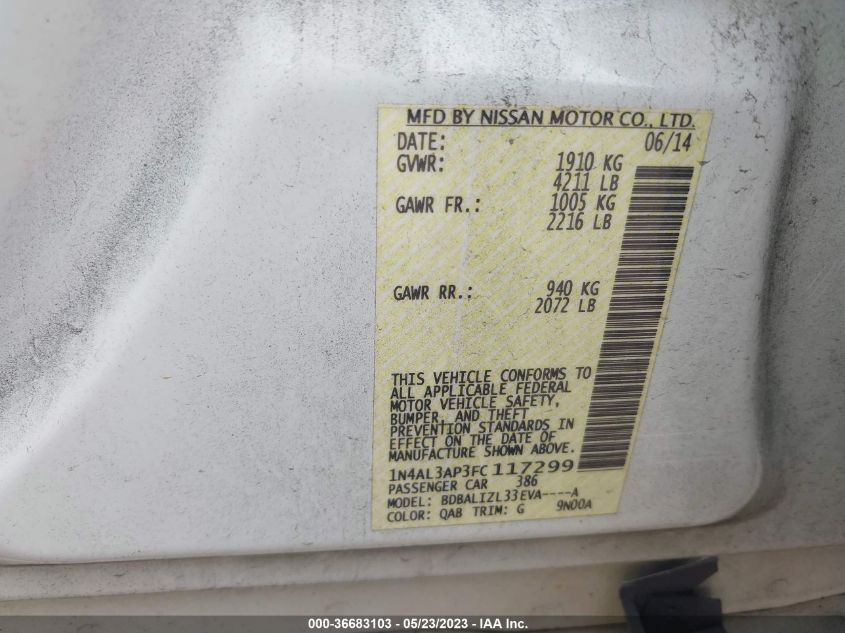 MFD BY NISSAN MOTOR CO., LTD.
DATE: 06/14
GVWR: 1910 KG
4211 LB
GAWR FR.: 1005 KG
2216 LB
GAWR RR.: 940 KG
2072 LB
THIS VEHICLE CONFORMS TO
ALL APPLICABLE FEDERAL
MOTOR VEHICLE SAFETY,
BUMPER, AND THEFT
PREVENTION STANDARDS IN
EFFECT ON THE DATE OF
MANUFACTURE SHOWN ABOVE.
1N4AL3AP3FC 117299
PASSENGER CAR 386
MODEL: BDBALIZL33EVA----A
COLOR: QAB TRIM: G 9N00A
000-36683103 - 05/23/2023 - IAA Inc.